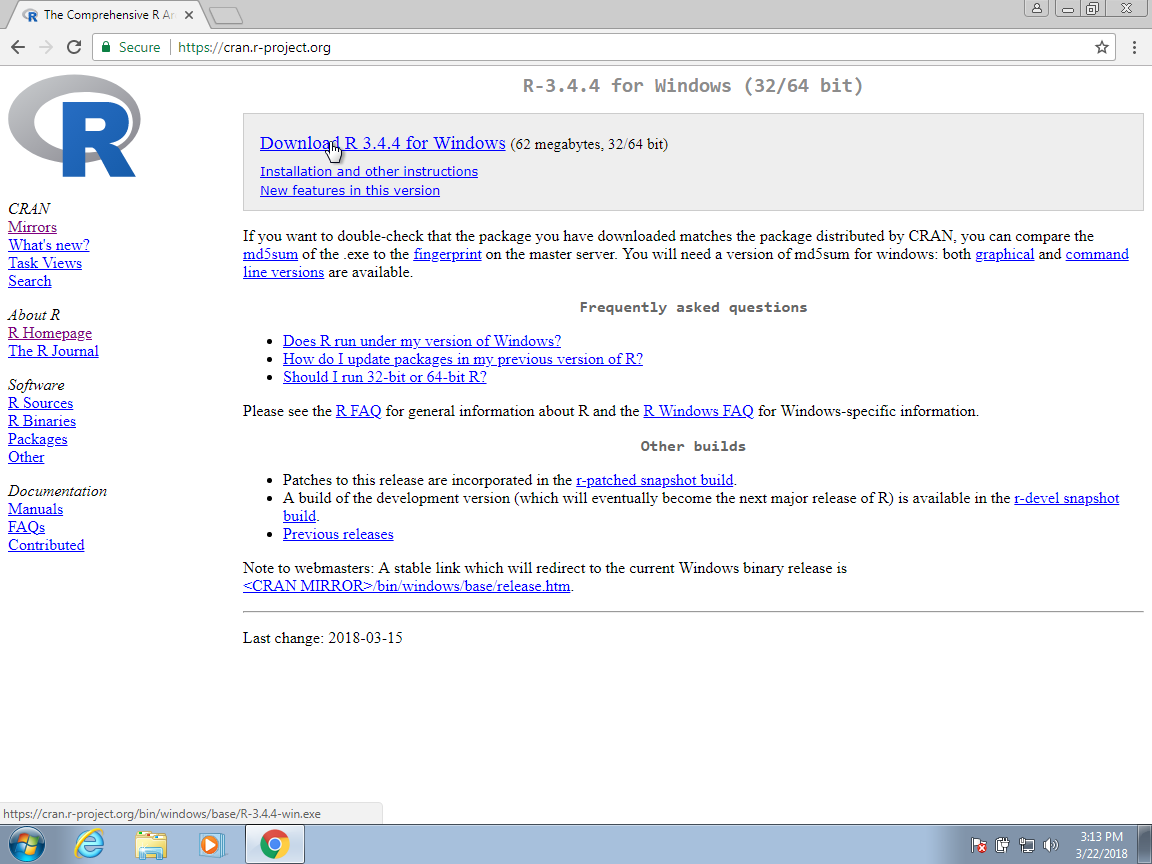 The Comprehensive R Ar
Secure
https://cran.r-project.org
R
R-3.4.4 for Windows (32/64 bit)
Download R 3.4.4 for Windows (62 megabytes, 32/64 bit)
Installation and other instructions
New features in this version
CRAN
Mirrors
What's new?
Task Views
Search
About R
R Homepage
The R Journal
Software
R Sources
R Binaries
Packages
Other
Documentation
Manuals
FAQs
Contributed
If you want to double-check that the package you have downloaded matches the package distributed by CRAN, you can compare the
md5sum of the .exe to the fingerprint on the master server. You will need a version of md5sum for windows: both graphical and command
line versions are available.
Frequently asked questions
• Does R run under my version of Windows?
• How do I update packages in my previous version of R?
• Should I run 32-bit or 64-bit R?
Please see the R FAQ for general information about R and the R Windows FAQ for Windows-specific information.
Other builds
• Patches to this release are incorporated in the r-patched snapshot build.
• A build of the development version (which will eventually become the next major release of R) is available in the r-devel snapshot
build.
• Previous releases
Note to webmasters: A stable link which will redirect to the current Windows binary release is
<CRAN MIRROR>/bin/windows/base/release.htm.
Last change: 2018-03-15
https://cran.r-project.org/bin/windows/base/R-3.4.4-win.exe
3:13 PM
3/22/2018